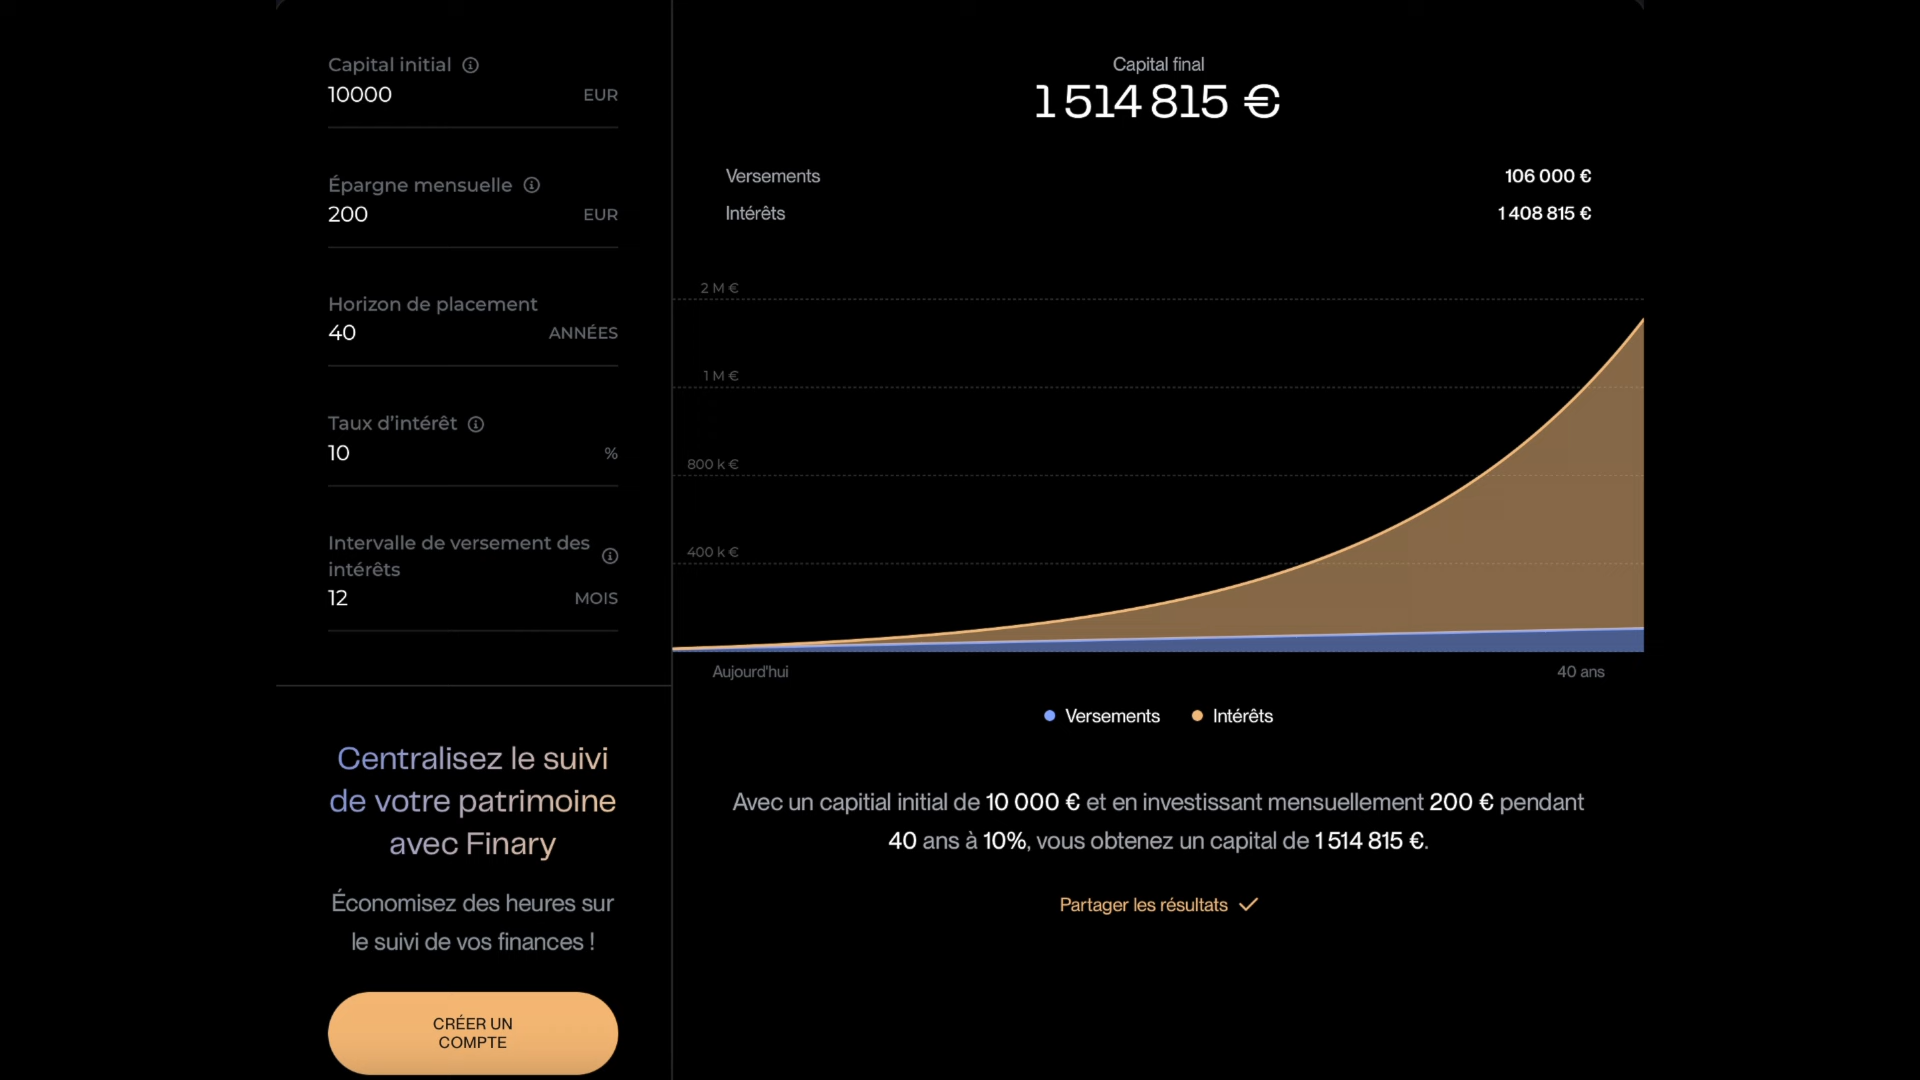 Capital initial
10000 EUR
Épargne mensuelle
200 EUR
Horizon de placement
40 ANNÉES
Taux d'intérêt
10 %
Intervalle de versement des
intérêts
12 MOIS
Centralisez le suivi
de votre patrimoine
avec Finary
Économisez des heures sur
le suivi de vos finances !
CRÉER UN
COMPTE
Capital final
1 514 815 €
Versements 106 000 €
Intérêts 1 408 815 €
2 M €
1 M €
800 k €
400 k €
Aujourd'hui 40 ans
Versements Intérêts
Avec un capitial initial de 10 000 € et en investissant mensuellement 200 € pendant
40 ans à 10%, vous obtenez un capital de 1 514 815 €.
Partager les résultats